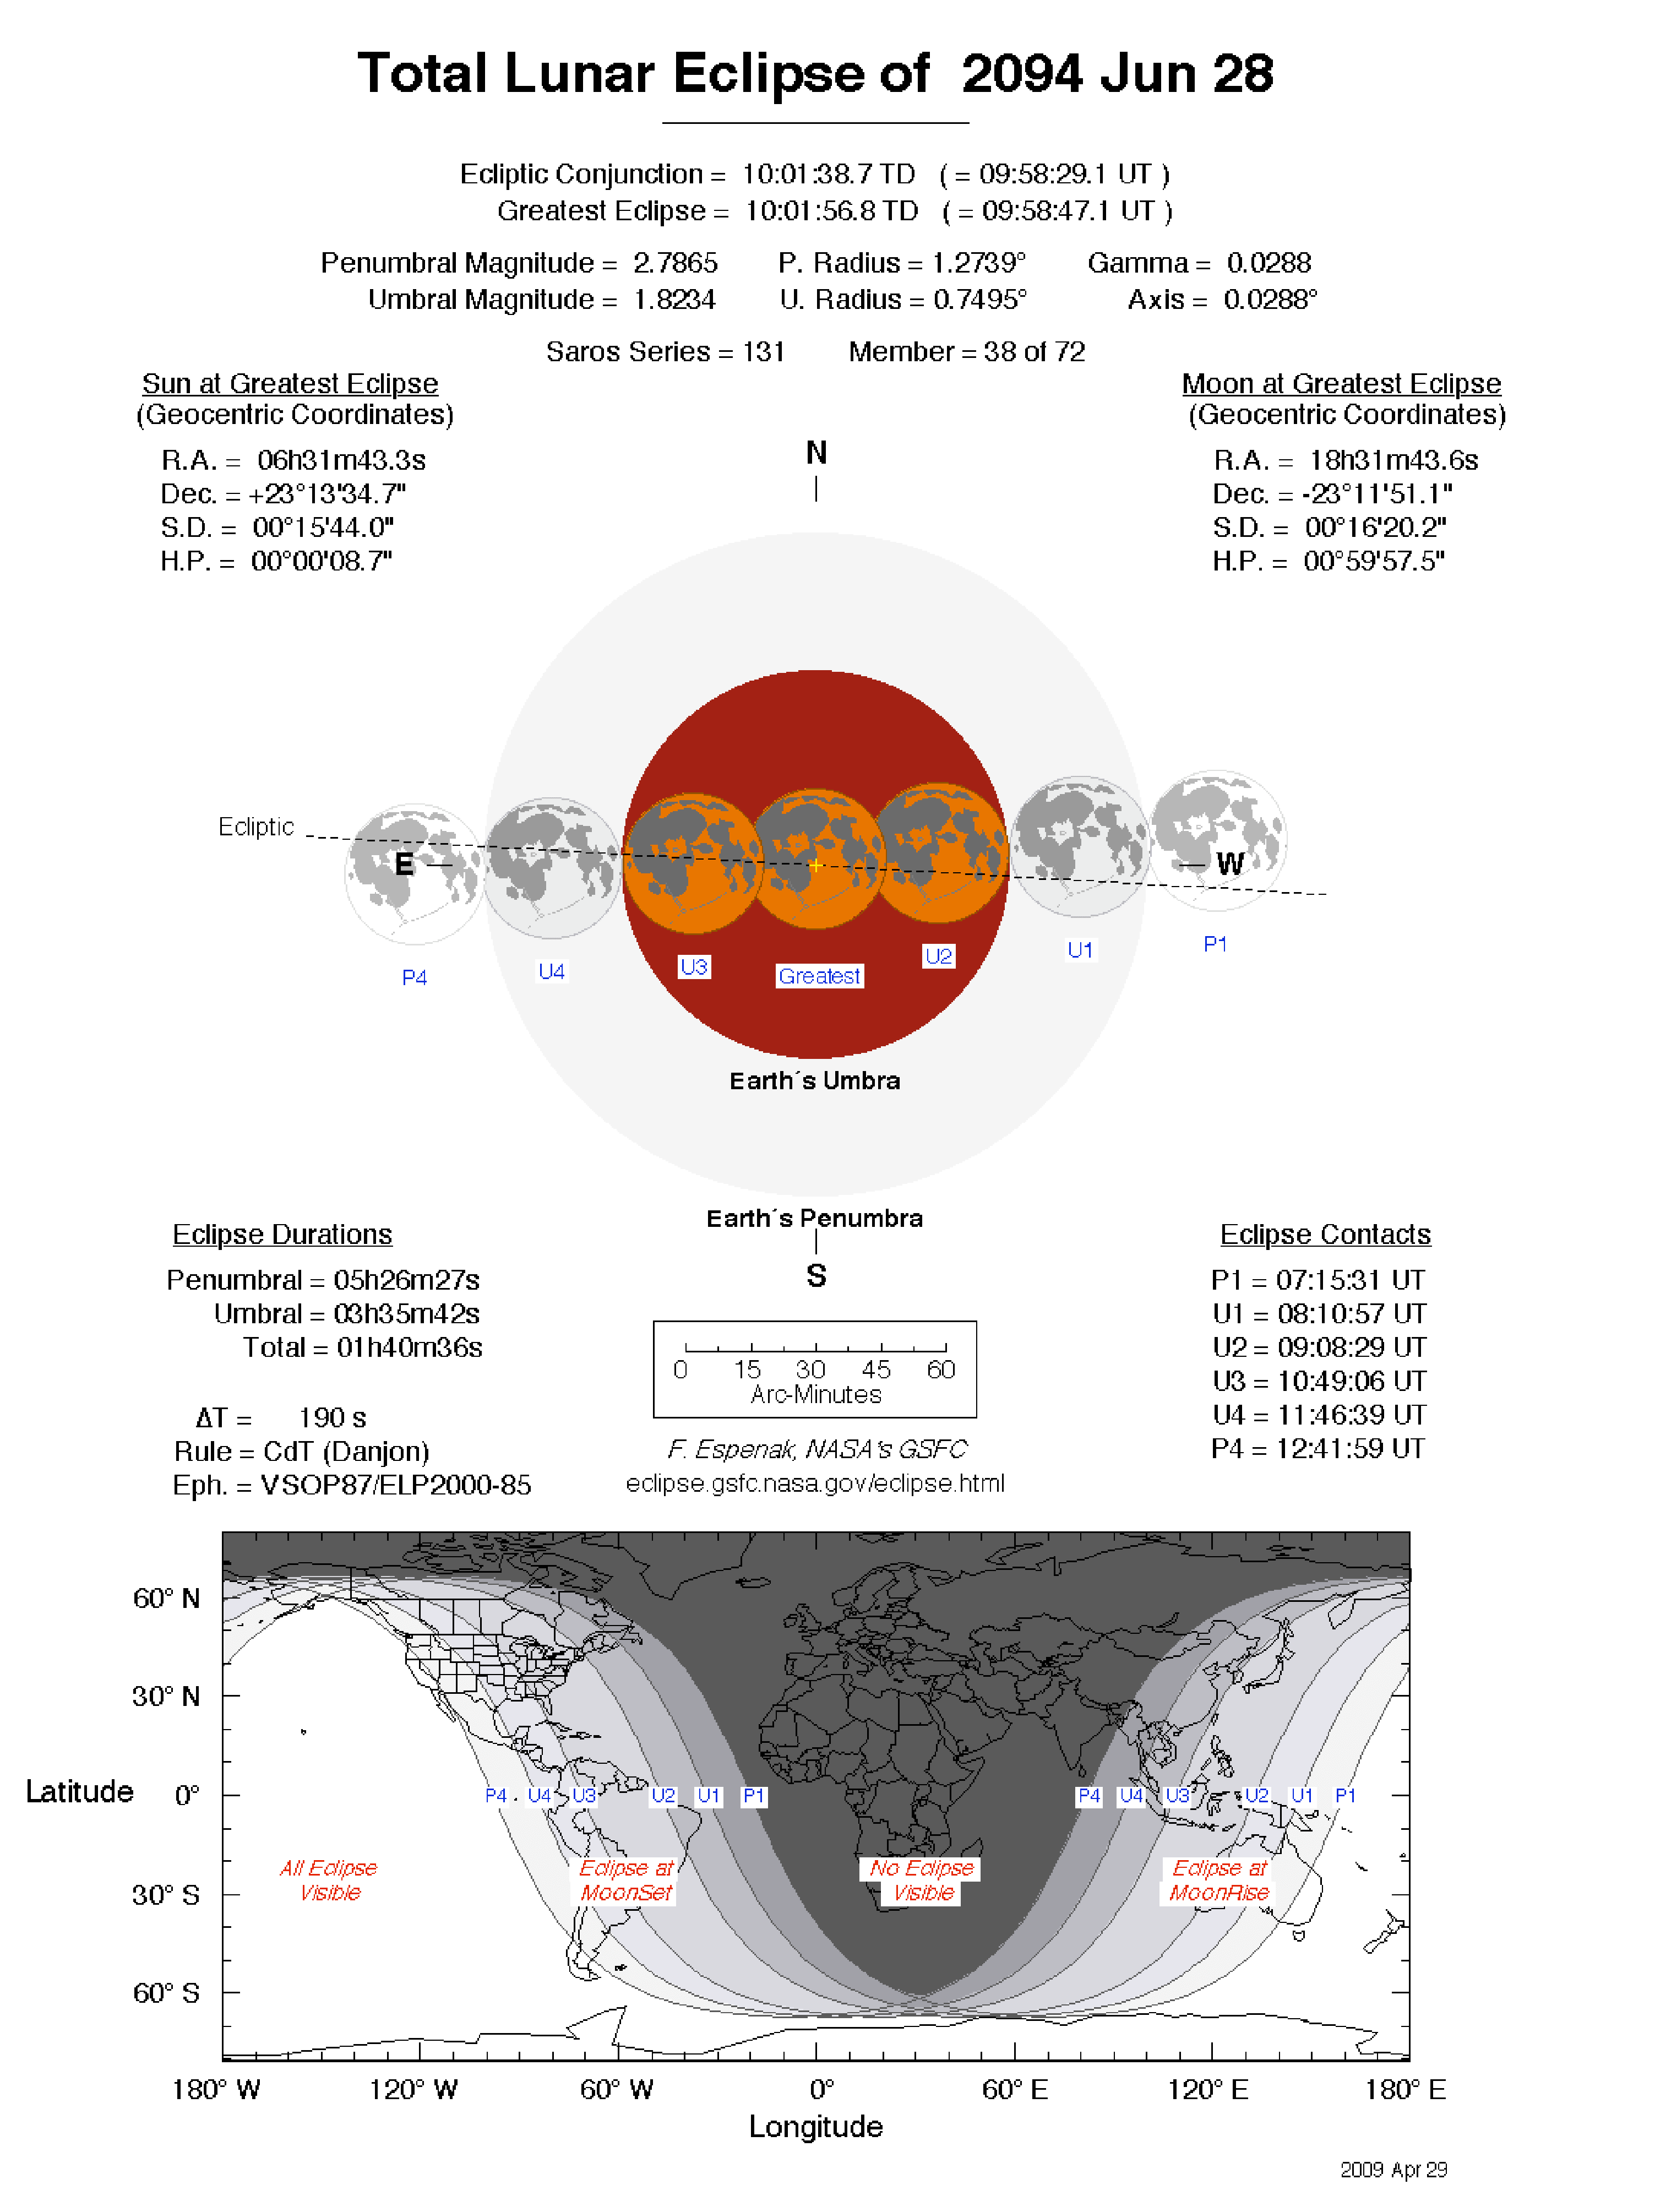 Total Lunar Eclipse of 2094 Jun 28
Ecliptic Conjunction = 10:01:38.7 TD ( = 09:58:29.1 UT )
Greatest Eclipse = 10:01:56.8 TD ( = 09:58:47.1 UT )
Penumbral Magnitude = 2.7865 P. Radius = 1.2739° Gamma = 0.0288
Umbral Magnitude = 1.8234 U. Radius = 0.7495° Axis = 0.0288°
Saros Series = 131 Member = 38 of 72
Sun at Greatest Eclipse
(Geocentric Coordinates)
R.A. = 06h31m43.3s
Dec. = +23°13'34.7"
S.D. = 00°15'44.0"
H.P. = 00°00'08.7"
Moon at Greatest Eclipse
(Geocentric Coordinates)
R.A. = 18h31m43.6s
Dec. = -23°11'51.1"
S.D. = 00°16'20.2"
H.P. = 00°59'57.5"
N
Ecliptic
E
W
P4
U4
U3
Greatest
U2
U1
P1
Earth´s Umbra
Earth´s Penumbra
S
Eclipse Durations
Penumbral = 05h26m27s
Umbral = 03h35m42s
Total = 01h40m36s
ΔT = 190 s
Rule = CdT (Danjon)
Eph. = VSOP87/ELP2000-85
0 15 30 45 60
Arc-Minutes
F. Espenak, NASA's GSFC
eclipse.gsfc.nasa.gov/eclipse.html
Eclipse Contacts
P1 = 07:15:31 UT
U1 = 08:10:57 UT
U2 = 09:08:29 UT
U3 = 10:49:06 UT
U4 = 11:46:39 UT
P4 = 12:41:59 UT
60° N
30° N
Latitude 0°
30° S
60° S
P4 U4 U3 U2 U1 P1 P4 U4 U3 U2 U1 P1
All Eclipse
Visible
Eclipse at
MoonSet
No Eclipse
Visible
Eclipse at
MoonRise
180° W 120° W 60° W 0° 60° E 120° E 180° E
Longitude
2009 Apr 29